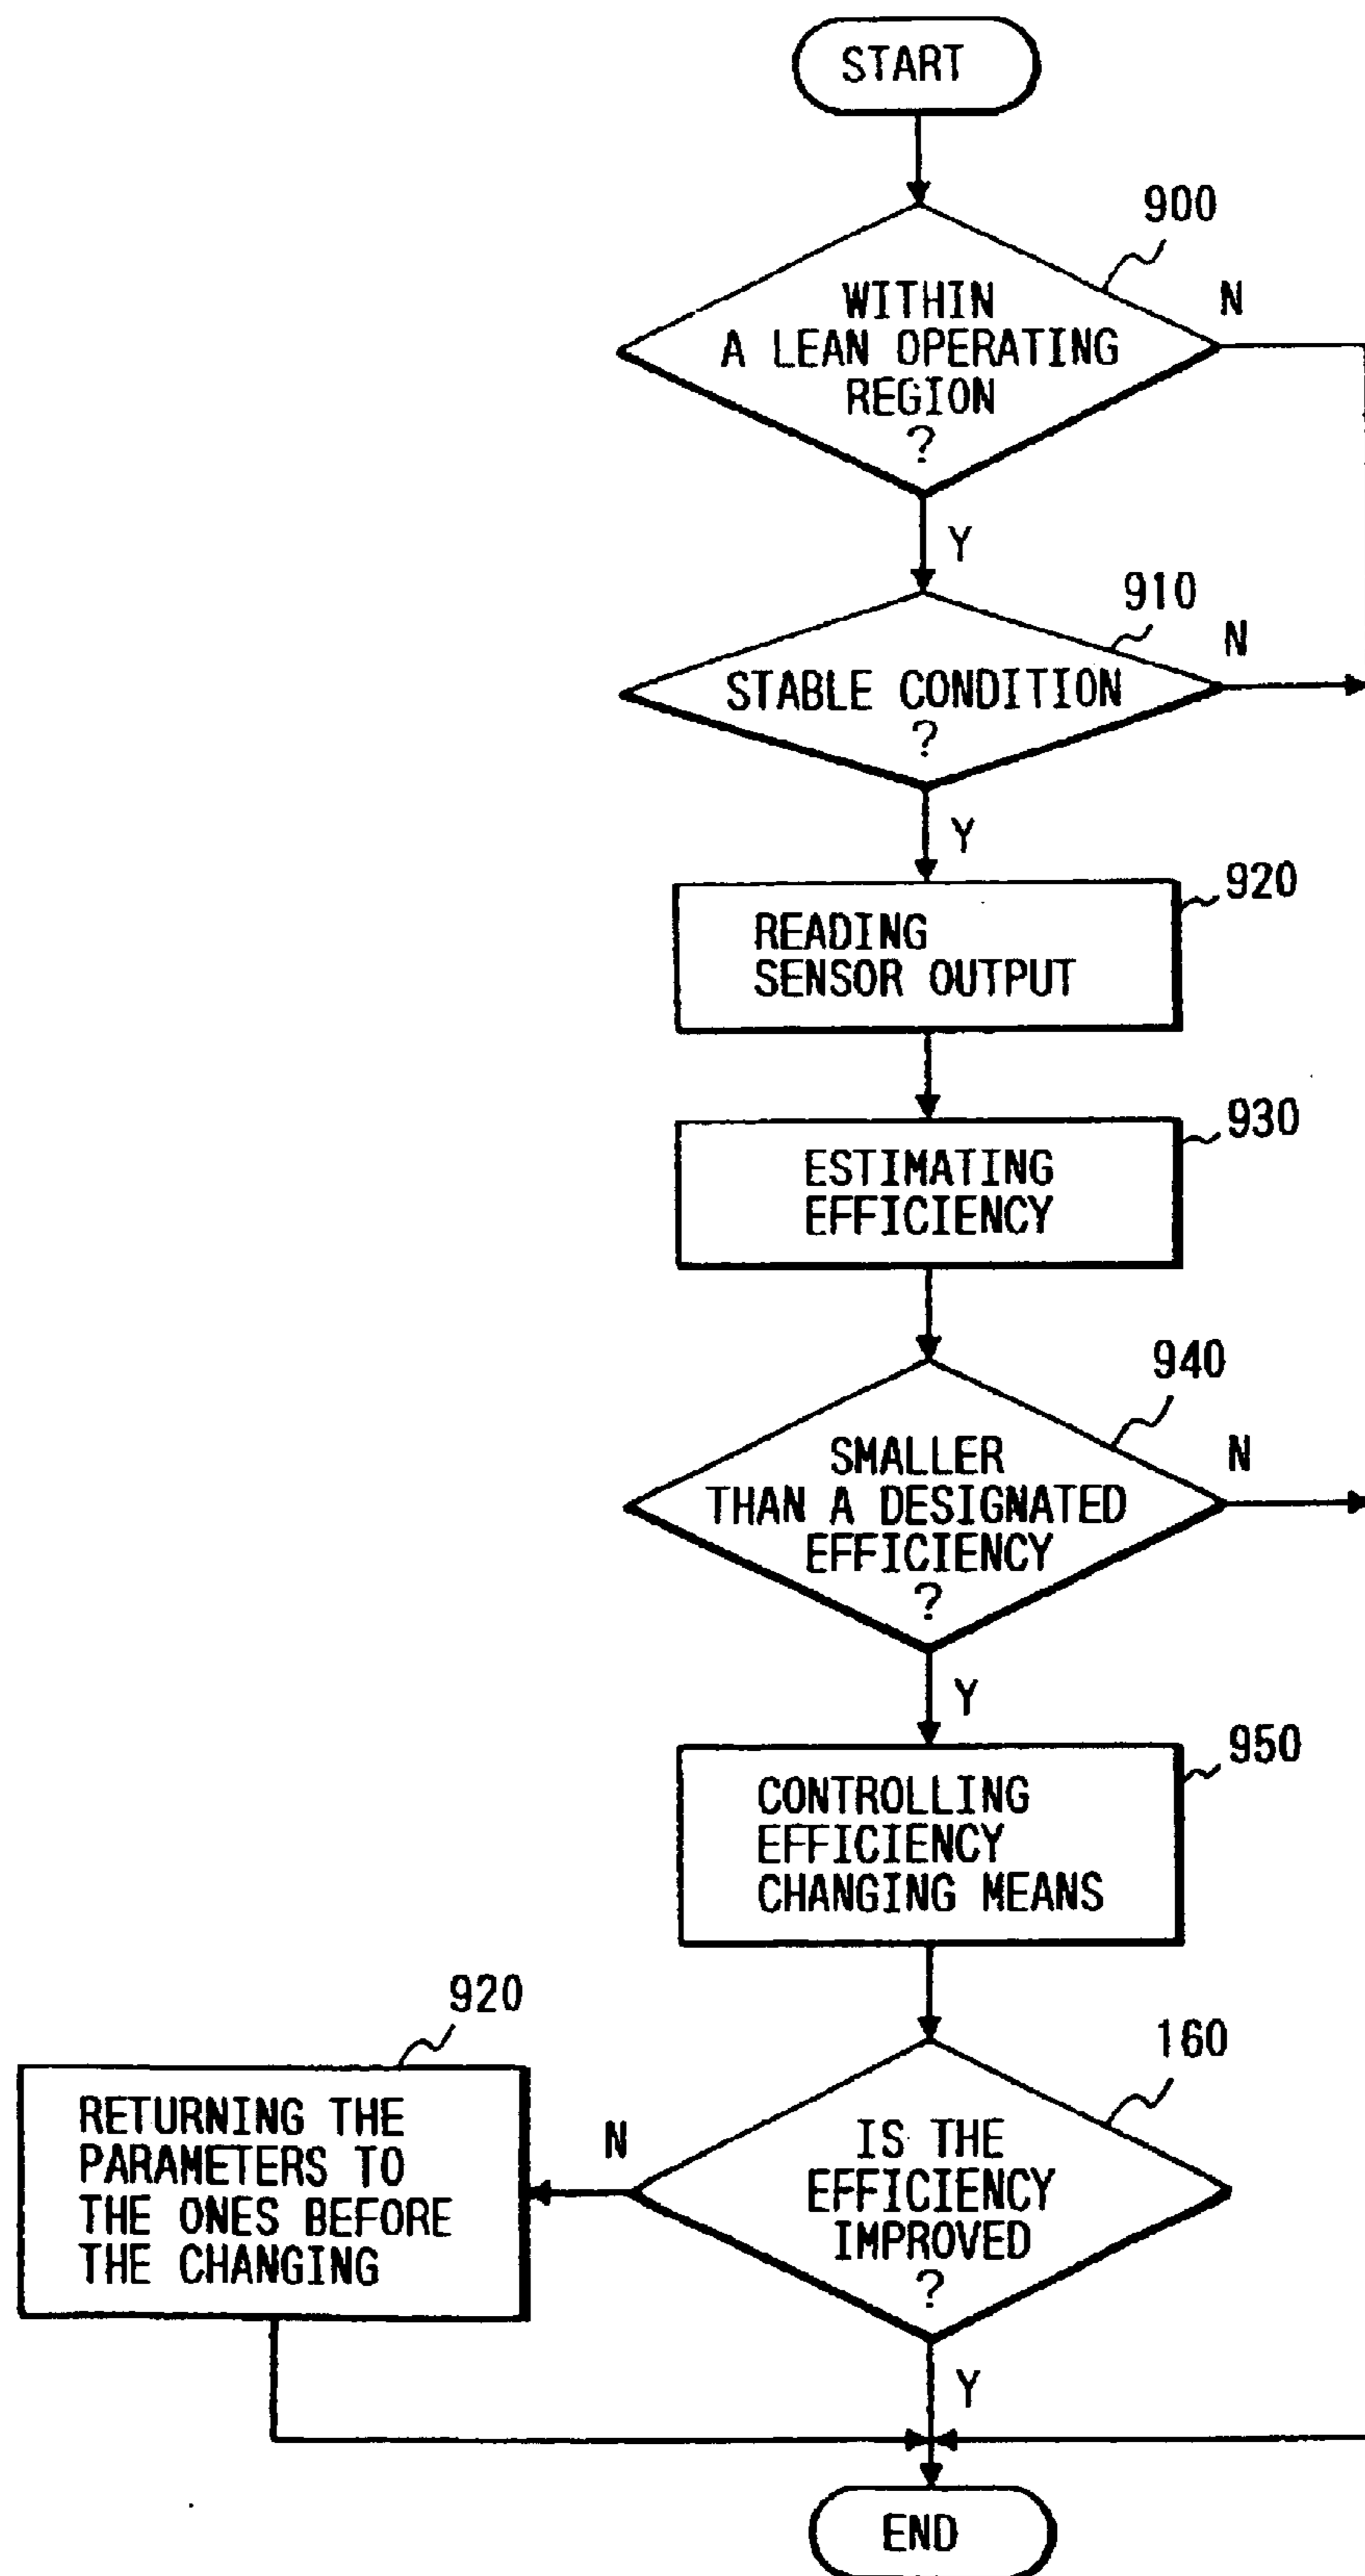 START
900
WITHIN
A LEAN OPERATING
REGION
?
N
Y
910
STABLE CONDITION
?
N
Y
920
READING
SENSOR OUTPUT
930
ESTIMATING
EFFICIENCY
940
SMALLER
THAN A DESIGNATED
EFFICIENCY
?
N
Y
950
CONTROLLING
EFFICIENCY
CHANGING MEANS
160
IS THE
EFFICIENCY
IMPROVED
?
N
920
RETURNING THE
PARAMETERS TO
THE ONES BEFORE
THE CHANGING
Y
END